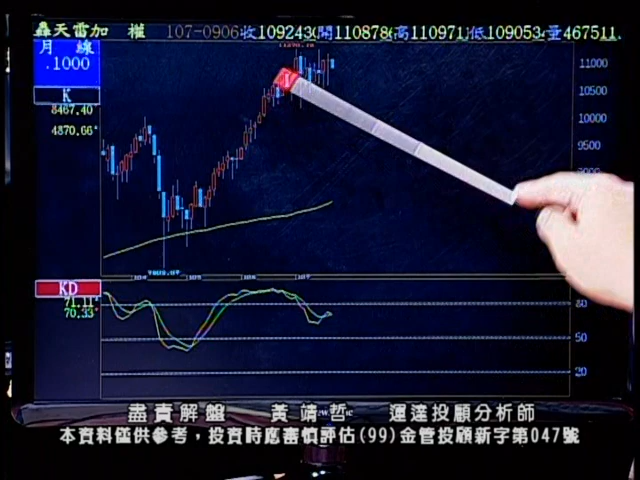 轟天雷加 權 107-0906收109243開110878高110971低109053量467511
月 線
.1000
K
8467.40
4870.66
11000
10500
10000
9500
KD
71.11
70.33
80
50
20
盡責解盤 黃靖哲 運達投顧分析師
本資料僅供參考，投資時應審慎評估(99)金管投顧新字第047號